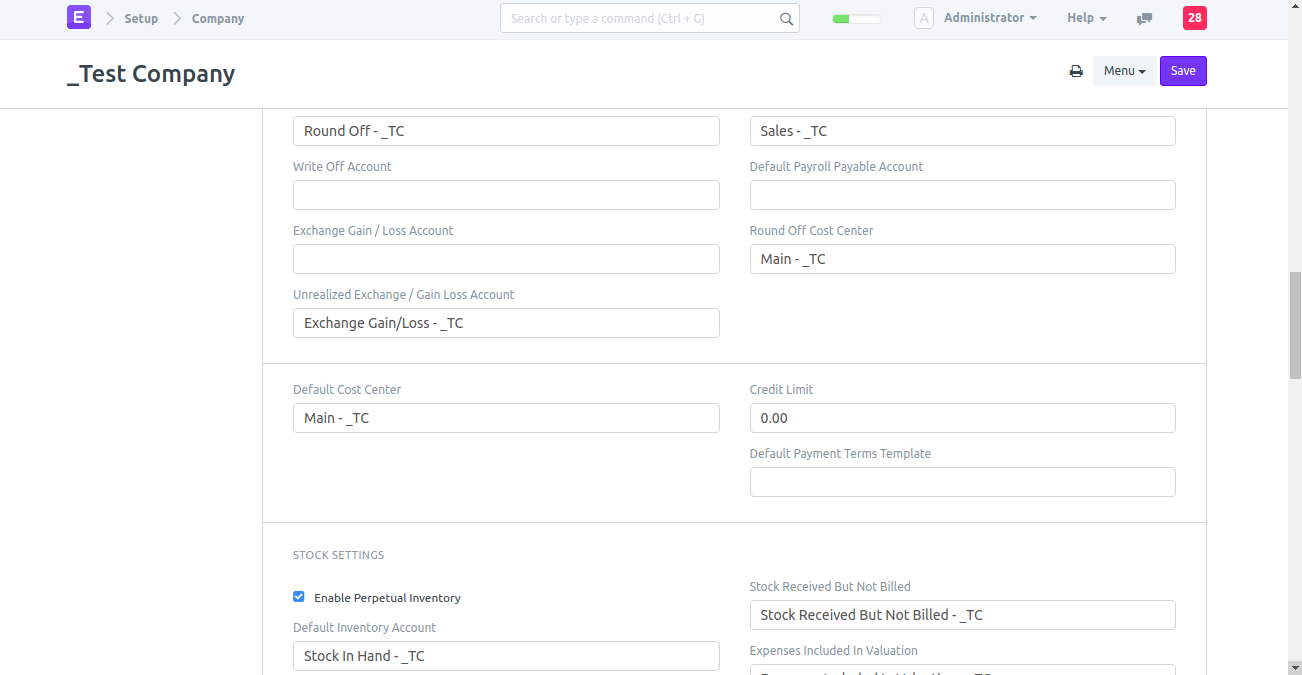 E Setup Company Search or type a command (Ctrl + G) A Administrator Help 28
_Test Company Menu Save
Round Off - _TC Sales - _TC
Write Off Account Default Payroll Payable Account
Exchange Gain / Loss Account Round Off Cost Center
Main - _TC
Unrealized Exchange / Gain Loss Account
Exchange Gain/Loss - _TC
Default Cost Center Credit Limit
Main - _TC 0.00
Default Payment Terms Template
STOCK SETTINGS
Stock Received But Not Billed
Enable Perpetual Inventory
Stock Received But Not Billed - _TC
Default Inventory Account
Expenses Included In Valuation
Stock In Hand - _TC